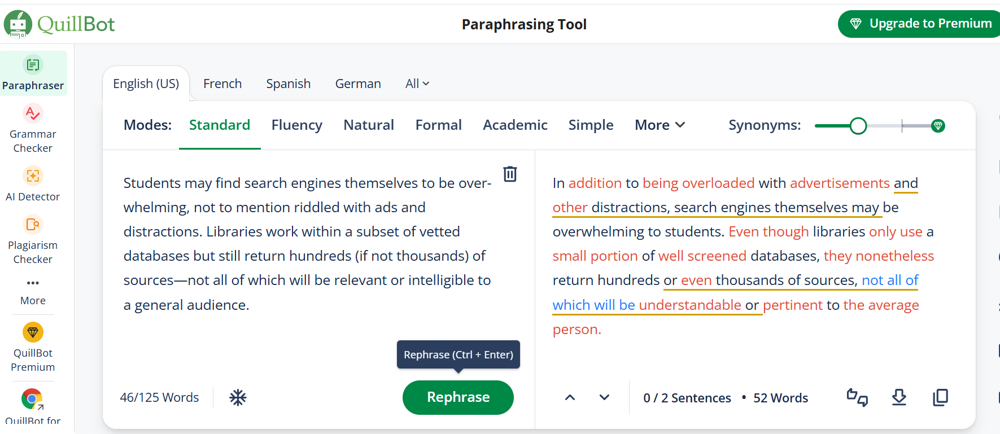 QuillBot
Paraphrasing Tool
Upgrade to Premium
Paraphraser
Grammar
Checker
AI Detector
Plagiarism
Checker
More
QuillBot
Premium
QuillBot for
English (US) French Spanish German All
Modes: Standard Fluency Natural Formal Academic Simple More Synonyms:
Students may find search engines themselves to be over-
whelming, not to mention riddled with ads and
distractions. Libraries work within a subset of vetted
databases but still return hundreds (if not thousands) of
sources—not all of which will be relevant or intelligible to
a general audience.
Rephrase (Ctrl + Enter)
46/125 Words
Rephrase
In addition to being overloaded with advertisements and
other distractions, search engines themselves may be
overwhelming to students. Even though libraries only use a
small portion of well screened databases, they nonetheless
return hundreds or even thousands of sources, not all of
which will be understandable or pertinent to the average
person.
0 / 2 Sentences • 52 Words